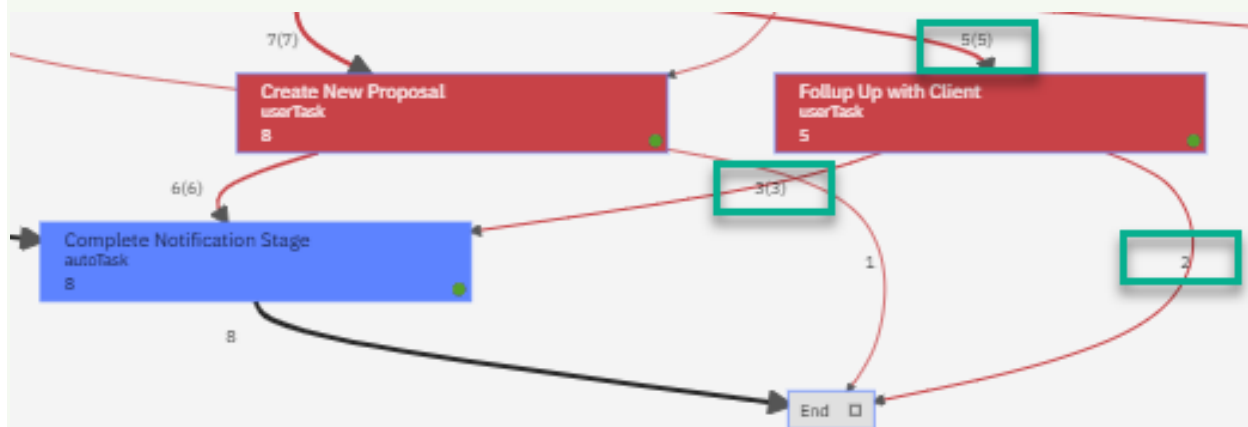 7(7)
5(5)
Create New Proposal
userTask
8
Follup Up with Client
userTask
5
6(6)
3(3)
Complete Notification Stage
autoTask
8
1
2
8
End